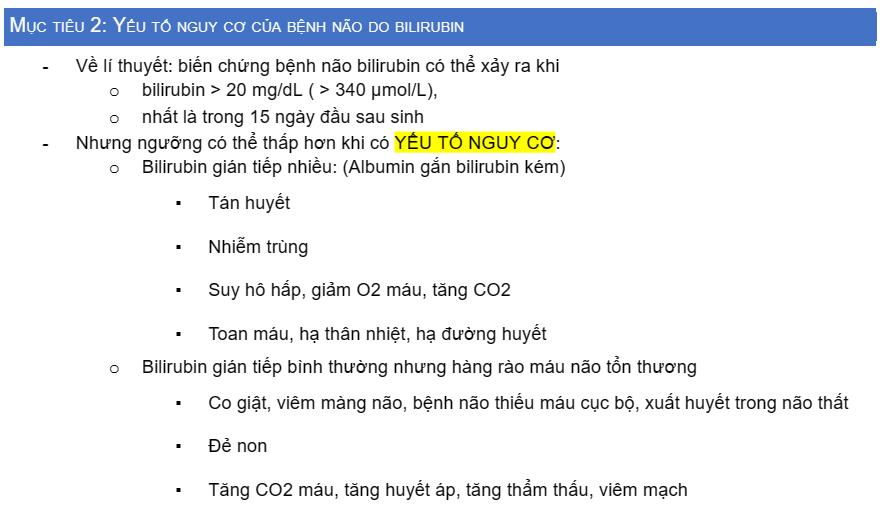 MỤC TIÊU 2: YẾU TỐ NGUY CƠ CỦA BỆNH NÃO DO BILIRUBIN
- Về lí thuyết: biến chứng bệnh não bilirubin có thể xảy ra khi
o bilirubin > 20 mg/dL ( > 340 µmol/L),
o nhất là trong 15 ngày đầu sau sinh
- Nhưng ngưỡng có thể thấp hơn khi có YẾU TỐ NGUY CƠ:
o Bilirubin gián tiếp nhiều: (Albumin gắn bilirubin kém)
▪ Tán huyết
▪ Nhiễm trùng
▪ Suy hô hấp, giảm O2 máu, tăng CO2
▪ Toan máu, hạ thân nhiệt, hạ đường huyết
o Bilirubin gián tiếp bình thường nhưng hàng rào máu não tổn thương
▪ Co giật, viêm màng não, bệnh não thiếu máu cục bộ, xuất huyết trong não thất
▪ Đẻ non
▪ Tăng CO2 máu, tăng huyết áp, tăng thẩm thấu, viêm mạch